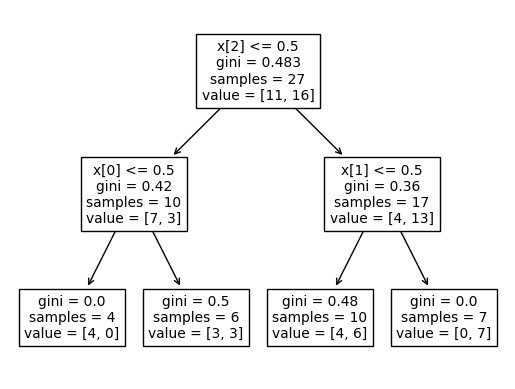 x[2] <= 0.5
gini = 0.483
samples = 27
value = [11, 16]
x[0] <= 0.5
gini = 0.42
samples = 10
value = [7, 3]
x[1] <= 0.5
gini = 0.36
samples = 17
value = [4, 13]
gini = 0.0
samples = 4
value = [4, 0]
gini = 0.5
samples = 6
value = [3, 3]
gini = 0.48
samples = 10
value = [4, 6]
gini = 0.0
samples = 7
value = [0, 7]